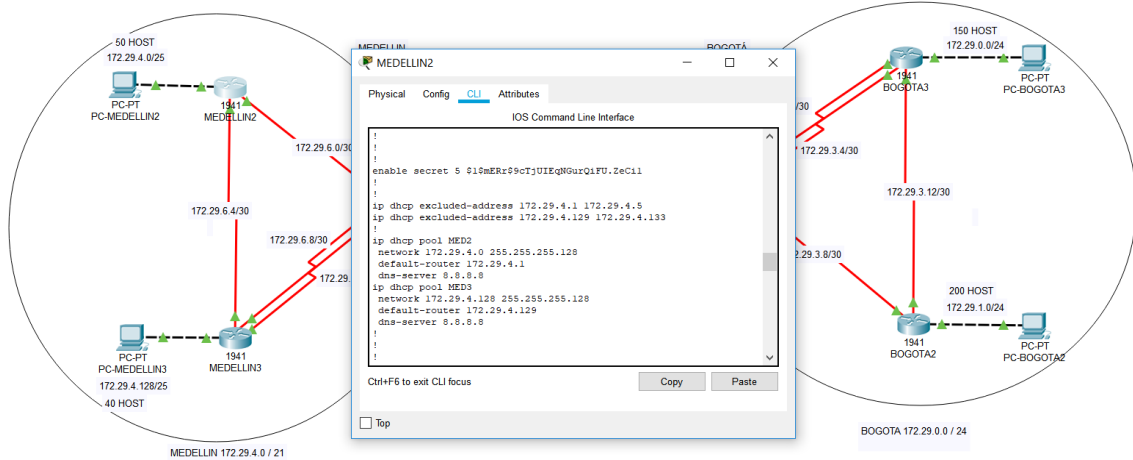 50 HOST
172.29.4.0/25
PC-PT
PC-MEDELLIN2
1941
MEDELLIN2
172.29.6.0/30
172.29.6.4/30
172.29.6.8/30
172.29.
PC-PT
PC-MEDELLIN3
172.29.4.128/25
40 HOST
1941
MEDELLIN3
MEDELLIN 172.29.4.0 / 21
MEDELLIN
BOGOTÁ
MEDELLIN2
Physical Config CLI Attributes
IOS Command Line Interface
!
!
!
enable secret 5 $1$mERr$9cTjUIEqNGurQiFU.ZeCi1
!
!
ip dhcp excluded-address 172.29.4.1 172.29.4.5
ip dhcp excluded-address 172.29.4.129 172.29.4.133
!
ip dhcp pool MED2
network 172.29.4.0 255.255.255.128
default-router 172.29.4.1
dns-server 8.8.8.8
ip dhcp pool MED3
network 172.29.4.128 255.255.255.128
default-router 172.29.4.129
dns-server 8.8.8.8
!
!
!
Ctrl+F6 to exit CLI focus
Copy Paste
Top
150 HOST
172.29.0.0/24
1941
BOGOTA3
PC-PT
PC-BOGOTA3
/30
172.29.3.4/30
172.29.3.12/30
2.29.3.8/30
200 HOST
172.29.1.0/24
1941
BOGOTA2
PC-PT
PC-BOGOTA2
BOGOTA 172.29.0.0 / 24